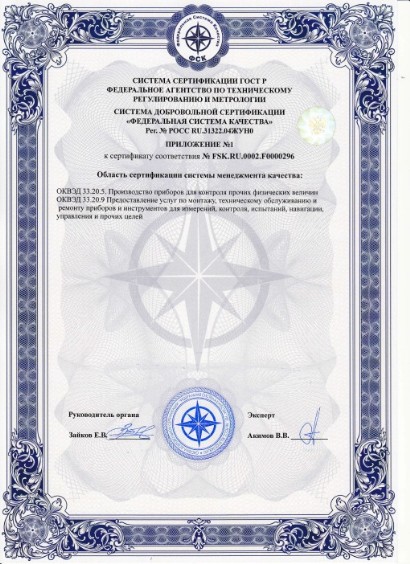 ФСК
СИСТЕМА СЕРТИФИКАЦИИ ГОСТ Р
ФЕДЕРАЛЬНОЕ АГЕНТСТВО ПО ТЕХНИЧЕСКОМУ
РЕГУЛИРОВАНИЮ И МЕТРОЛОГИИ
СИСТЕМА ДОБРОВОЛЬНОЙ СЕРТИФИКАЦИИ
«ФЕДЕРАЛЬНАЯ СИСТЕМА КАЧЕСТВА»
Рег. № РОСС RU.31322.04ЖУН0
ПРИЛОЖЕНИЕ №1
к сертификату соответствия № FSK.RU.0002.F0000296
Область сертификации системы менеджмента качества:
ОКВЭД 33.20.5. Производство приборов для контроля прочих физических величин
ОКВЭД 33.20.9 Предоставление услуг по монтажу, техническому обслуживанию и
ремонту приборов и инструментов для измерений, контроля, испытаний, навигации,
управления и прочих целей
Руководитель органа
Эксперт
Зайков Е.В.
Акимов В.В.